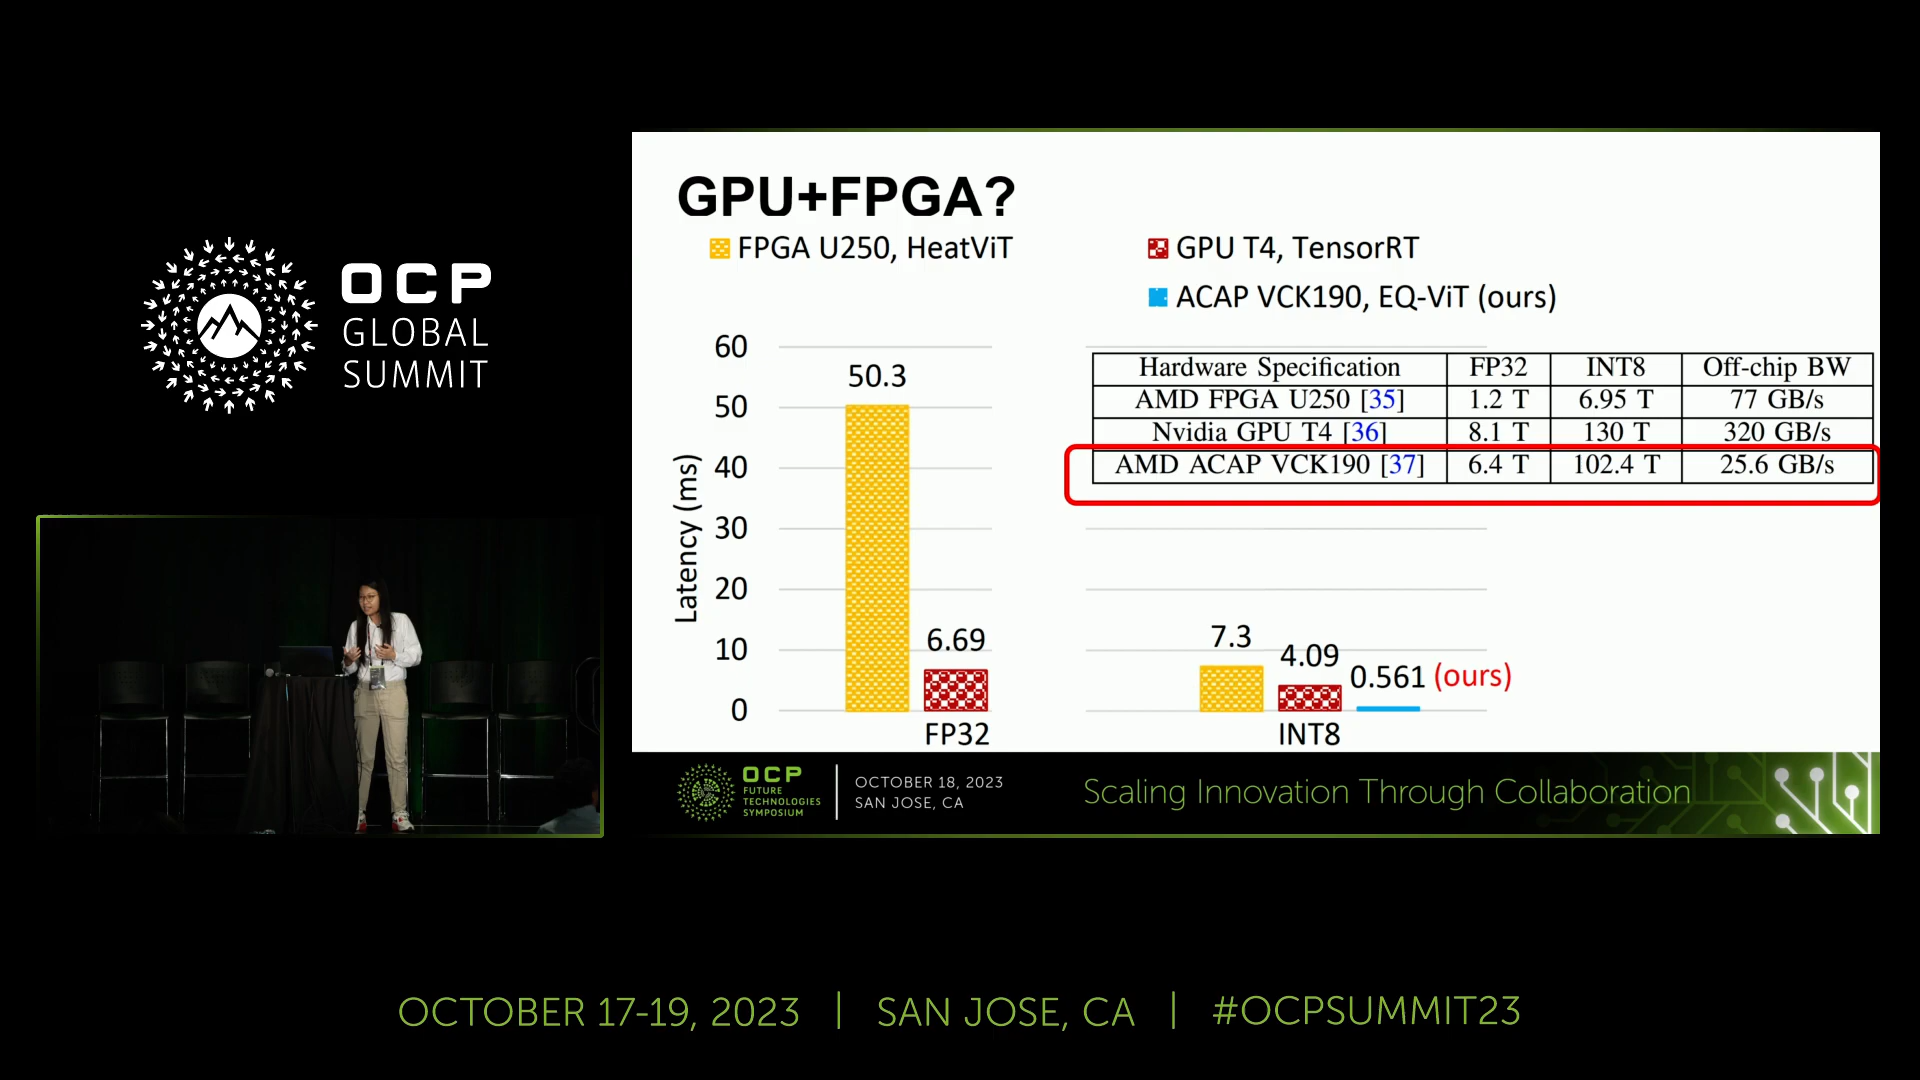 OCP
GLOBAL
SUMMIT
GPU+FPGA?
FPGA U250, HeatViT
GPU T4, TensorRT
ACAP VCK190, EQ-ViT (ours)
Latency (ms)
60
50
40
30
20
10
0
50.3
6.69
FP32
7.3
4.09
0.561 (ours)
INT8
Hardware Specification FP32 INT8 Off-chip BW
AMD FPGA U250 [35] 1.2 T 6.95 T 77 GB/s
Nvidia GPU T4 [36] 8.1 T 130 T 320 GB/s
AMD ACAP VCK190 [37] 6.4 T 102.4 T 25.6 GB/s
OCP
FUTURE
TECHNOLOGIES
SYMPOSIUM
OCTOBER 18, 2023
SAN JOSE, CA
Scaling Innovation Through Collaboration
OCTOBER 17-19, 2023 | SAN JOSE, CA | #OCPSUMMIT23